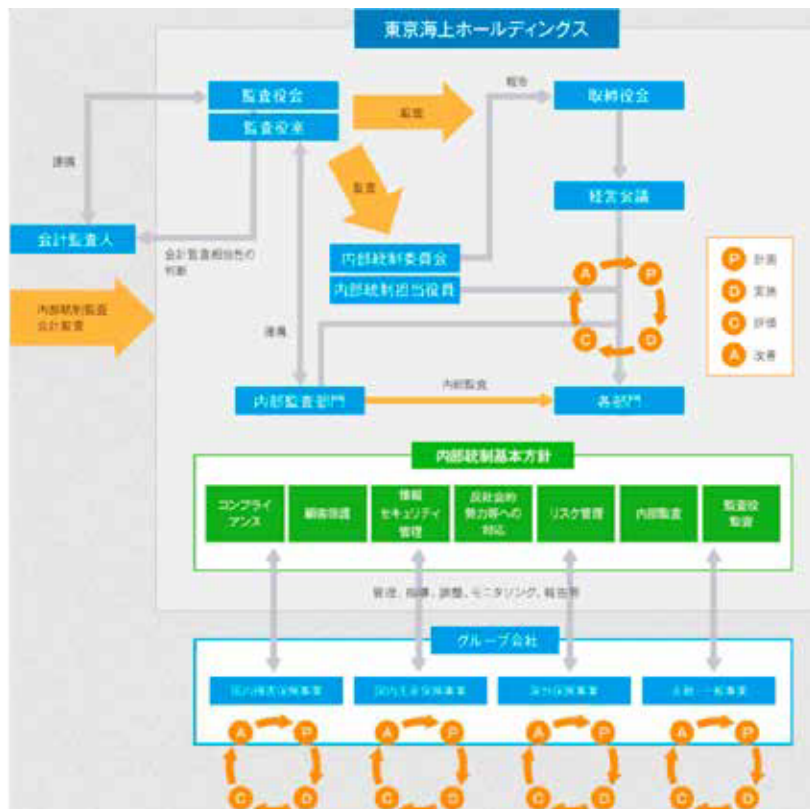 東京海上ホールディングス
監査役会
監査役室
監査
報告
取締役会
連携
監査
経営会議
会計監査人
会計監査相当性の
判断
内部統制委員会
内部統制担当役員
A
P
C
D
P 計画
D 実施
C 評価
A 改善
内部統制監査
会計監査
連携
内部監査部門
内部監査
各部門
内部統制基本方針
コンプライ
アンス
顧客保護
情報
セキュリティ
管理
反社会的
勢力等への
対応
リスク管理
内部監査
監査役
監査
管理、指導、調整、モニタリング、報告等
グループ会社
国内損害保険事業
国内生命保険事業
海外保険事業
金融・一般事業
A
P
A
P
A
P
A
P
C
D
C
D
C
D
C
D